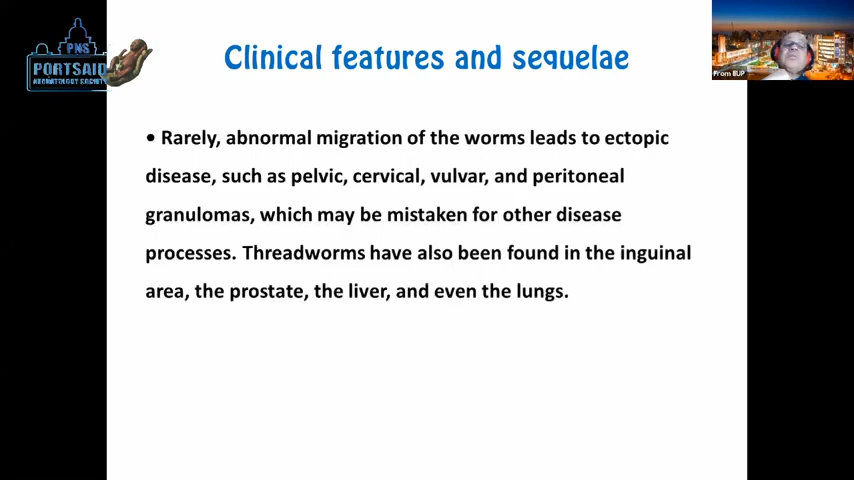 PNS
PORTSAID
NEONATOLOGY SOCIETY
Clinical features and sequelae
From EUP
• Rarely, abnormal migration of the worms leads to ectopic
disease, such as pelvic, cervical, vulvar, and peritoneal
granulomas, which may be mistaken for other disease
processes. Threadworms have also been found in the inguinal
area, the prostate, the liver, and even the lungs.